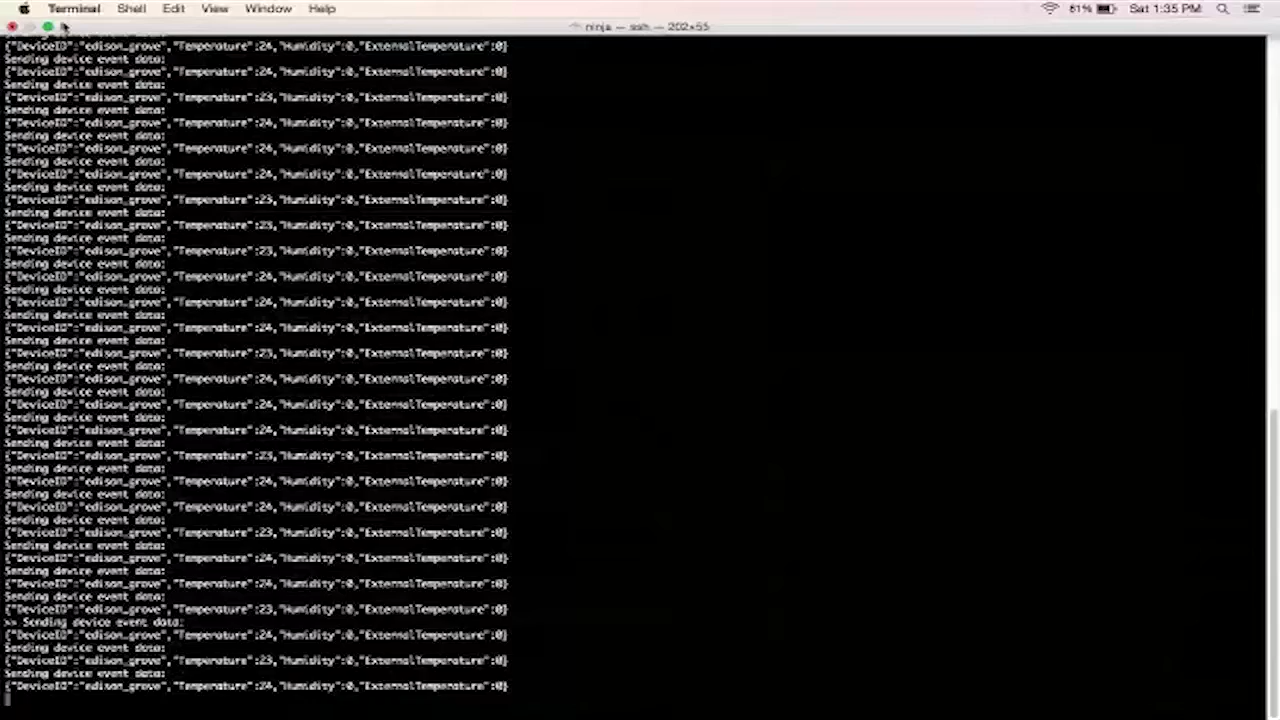 Terminal Shell Edit View Window Help 61% Sat 1:35 PM
ninja — ssh — 202×55
{"DeviceID":"edison_grove","Temperature":24,"Humidity":0,"ExternalTemperature":0}
Sending device event data:
{"DeviceID":"edison_grove","Temperature":24,"Humidity":0,"ExternalTemperature":0}
Sending device event data:
{"DeviceID":"edison_grove","Temperature":23,"Humidity":0,"ExternalTemperature":0}
Sending device event data:
{"DeviceID":"edison_grove","Temperature":24,"Humidity":0,"ExternalTemperature":0}
Sending device event data:
{"DeviceID":"edison_grove","Temperature":24,"Humidity":0,"ExternalTemperature":0}
Sending device event data:
{"DeviceID":"edison_grove","Temperature":24,"Humidity":0,"ExternalTemperature":0}
Sending device event data:
{"DeviceID":"edison_grove","Temperature":23,"Humidity":0,"ExternalTemperature":0}
Sending device event data:
{"DeviceID":"edison_grove","Temperature":23,"Humidity":0,"ExternalTemperature":0}
Sending device event data:
{"DeviceID":"edison_grove","Temperature":23,"Humidity":0,"ExternalTemperature":0}
Sending device event data:
{"DeviceID":"edison_grove","Temperature":24,"Humidity":0,"ExternalTemperature":0}
Sending device event data:
{"DeviceID":"edison_grove","Temperature":24,"Humidity":0,"ExternalTemperature":0}
Sending device event data:
{"DeviceID":"edison_grove","Temperature":24,"Humidity":0,"ExternalTemperature":0}
Sending device event data:
{"DeviceID":"edison_grove","Temperature":23,"Humidity":0,"ExternalTemperature":0}
Sending device event data:
{"DeviceID":"edison_grove","Temperature":24,"Humidity":0,"ExternalTemperature":0}
Sending device event data:
{"DeviceID":"edison_grove","Temperature":24,"Humidity":0,"ExternalTemperature":0}
Sending device event data:
{"DeviceID":"edison_grove","Temperature":24,"Humidity":0,"ExternalTemperature":0}
Sending device event data:
{"DeviceID":"edison_grove","Temperature":23,"Humidity":0,"ExternalTemperature":0}
Sending device event data:
{"DeviceID":"edison_grove","Temperature":24,"Humidity":0,"ExternalTemperature":0}
Sending device event data:
{"DeviceID":"edison_grove","Temperature":24,"Humidity":0,"ExternalTemperature":0}
Sending device event data:
{"DeviceID":"edison_grove","Temperature":23,"Humidity":0,"ExternalTemperature":0}
Sending device event data:
{"DeviceID":"edison_grove","Temperature":24,"Humidity":0,"ExternalTemperature":0}
Sending device event data:
{"DeviceID":"edison_grove","Temperature":24,"Humidity":0,"ExternalTemperature":0}
Sending device event data:
{"DeviceID":"edison_grove","Temperature":23,"Humidity":0,"ExternalTemperature":0}
>> Sending device event data:
{"DeviceID":"edison_grove","Temperature":24,"Humidity":0,"ExternalTemperature":0}
Sending device event data:
{"DeviceID":"edison_grove","Temperature":23,"Humidity":0,"ExternalTemperature":0}
Sending device event data:
{"DeviceID":"edison_grove","Temperature":24,"Humidity":0,"ExternalTemperature":0}